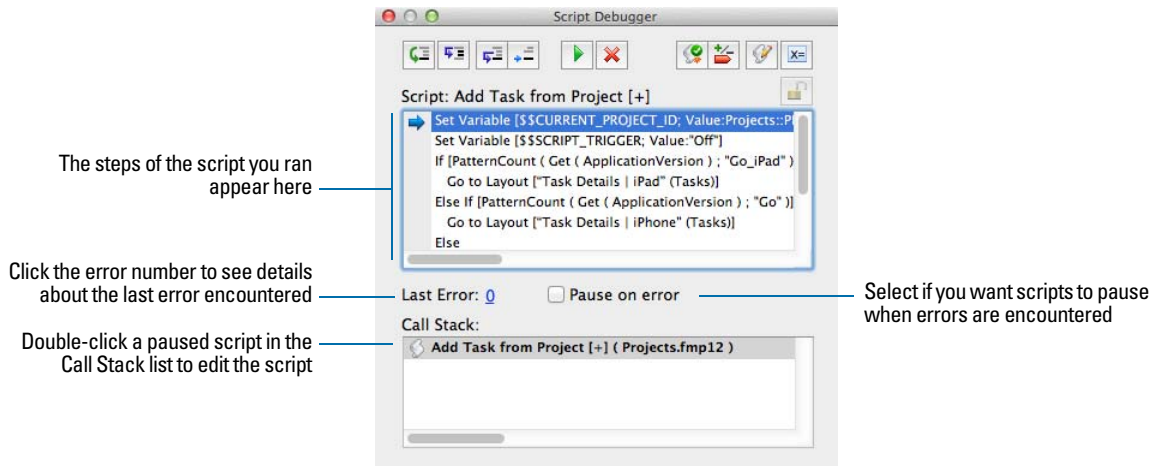 Script Debugger
X=
Script: Add Task from Project [+]
Set Variable [$$CURRENT_PROJECT_ID; Value:Projects::P
Set Variable [$$SCRIPT_TRIGGER; Value:"Off"]
If [PatternCount ( Get ( ApplicationVersion ) ; "Go_iPad" )
Go to Layout ["Task Details | iPad" (Tasks)]
Else If [PatternCount ( Get ( ApplicationVersion ) ; "Go" )]
Go to Layout ["Task Details | iPhone" (Tasks)]
Else
The steps of the script you ran
appear here
Click the error number to see details
about the last error encountered
Last Error: 0
Pause on error
Select if you want scripts to pause
when errors are encountered
Call Stack:
Double-click a paused script in the
Call Stack list to edit the script
Add Task from Project [+] ( Projects.fmp12 )